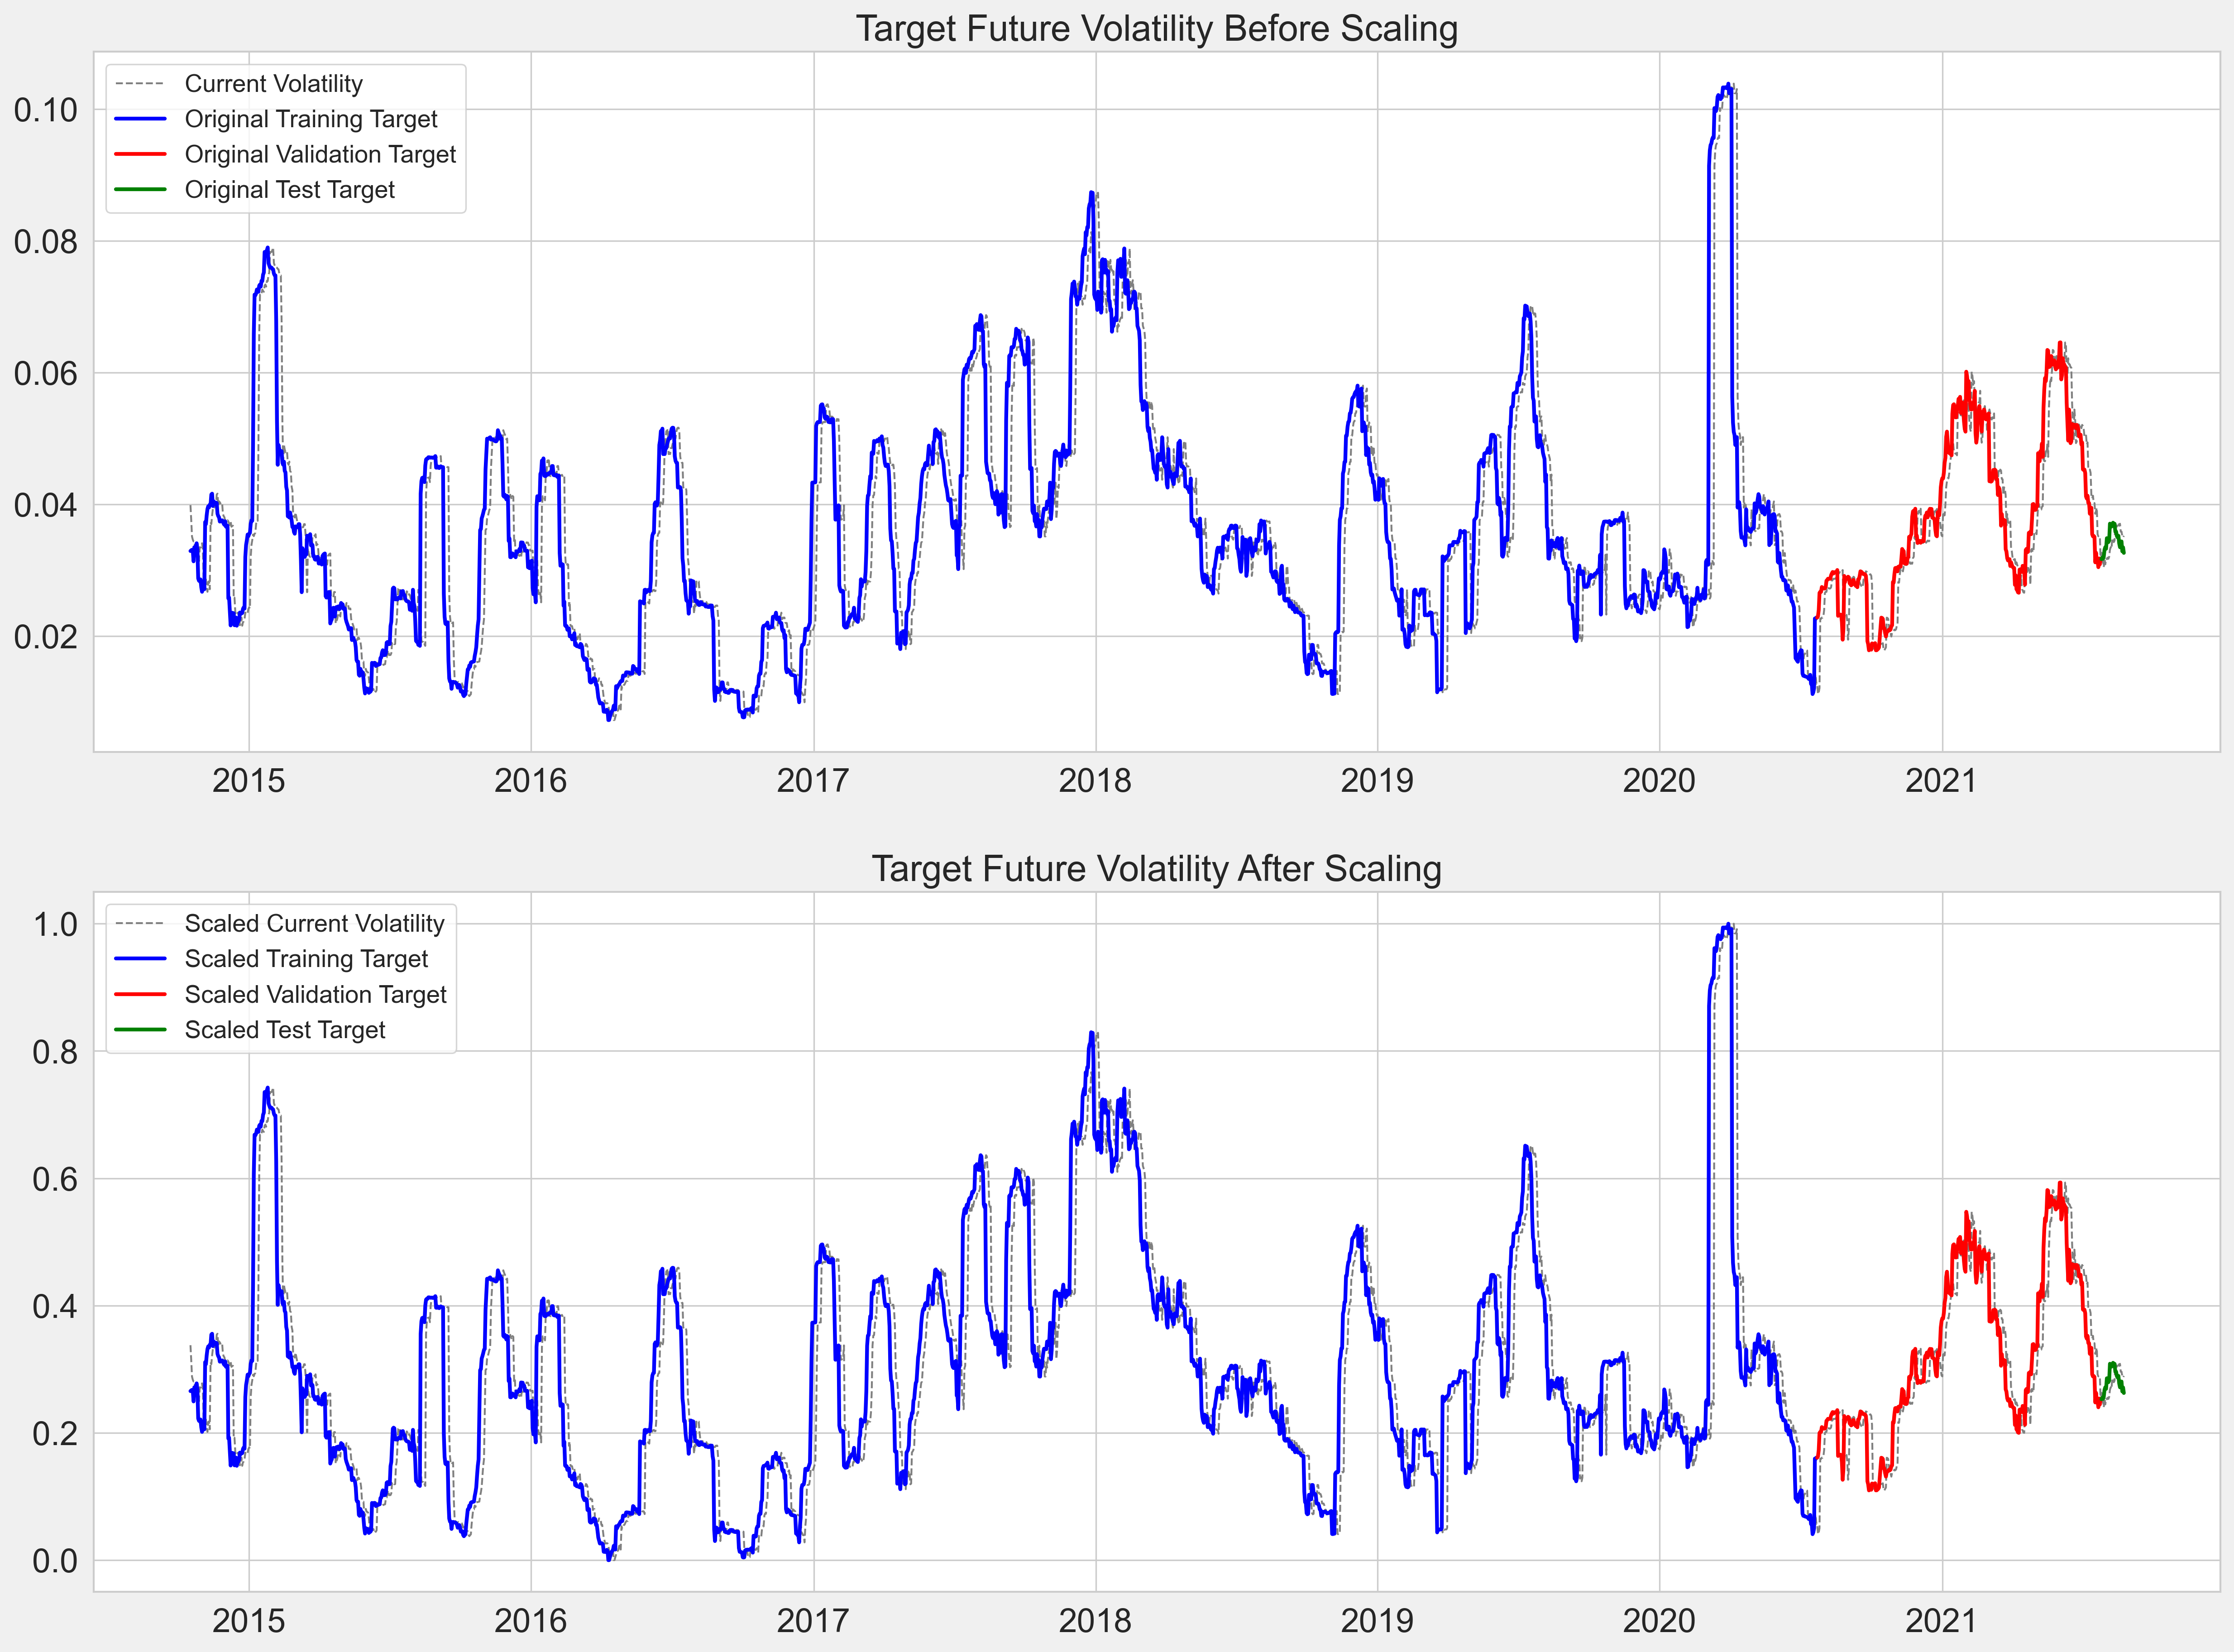 Target Future Volatility Before Scaling
Current Volatility
Original Training Target
Original Validation Target
Original Test Target
0.10
0.08
0.06
0.04
0.02
2015 2016 2017 2018 2019 2020 2021
Target Future Volatility After Scaling
Scaled Current Volatility
Scaled Training Target
Scaled Validation Target
Scaled Test Target
1.0
0.8
0.6
0.4
0.2
0.0
2015 2016 2017 2018 2019 2020 2021